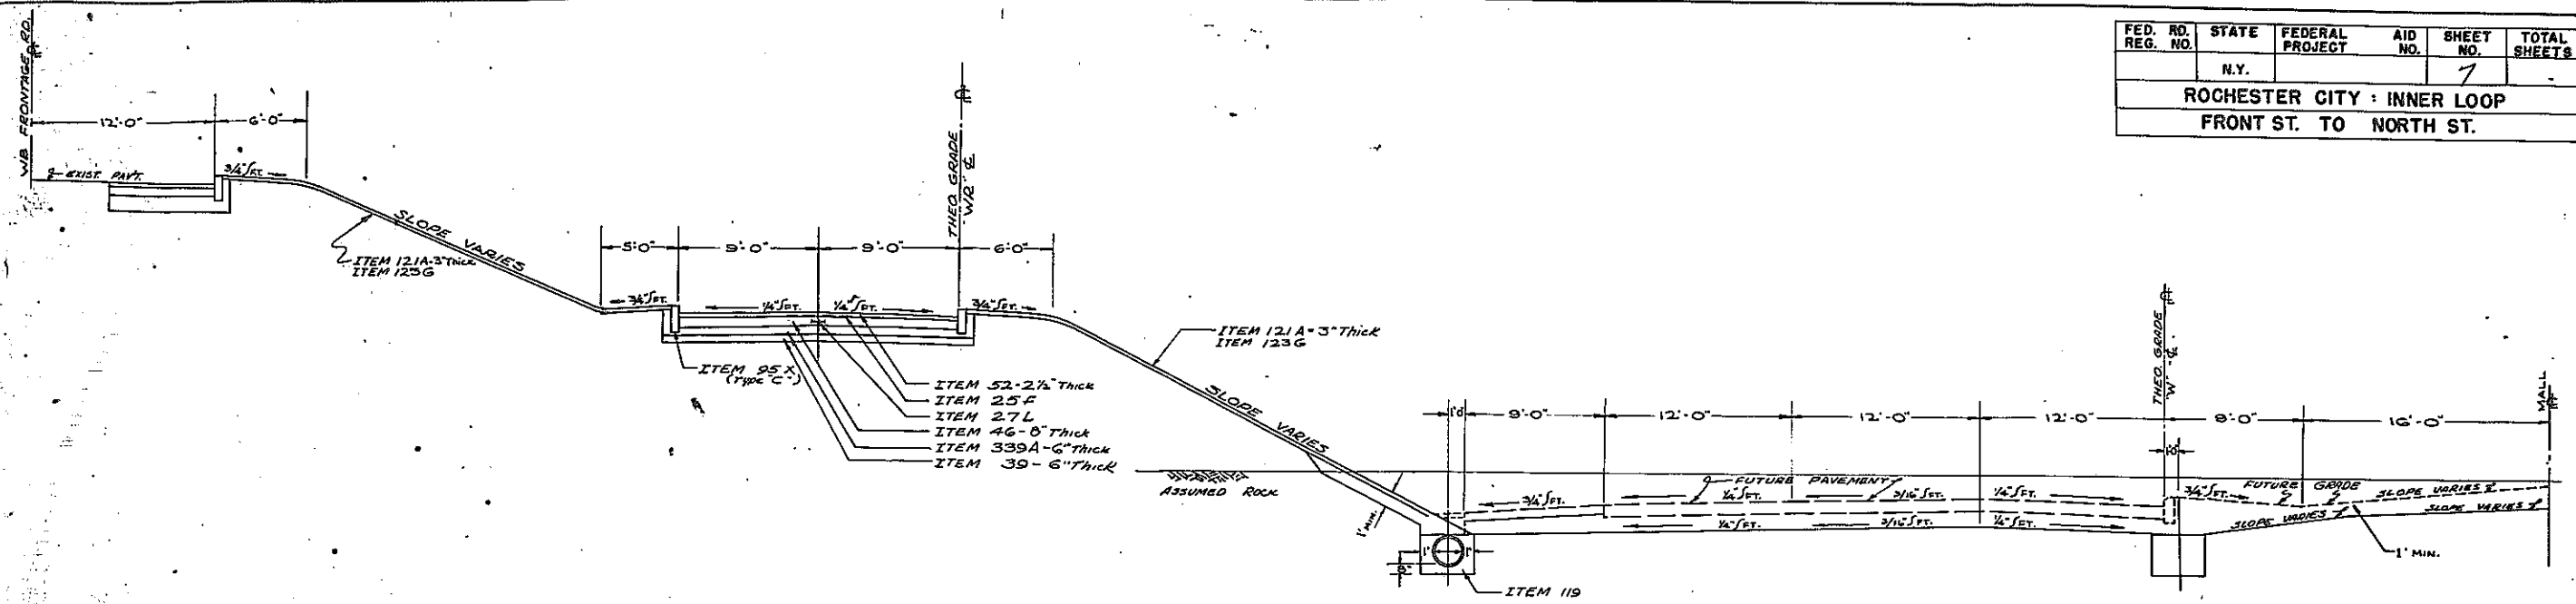 FED. RD. REG. NO.
STATE
FEDERAL PROJECT
AID NO.
SHEET NO.
TOTAL SHEETS
N.Y.
7
ROCHESTER CITY : INNER LOOP
FRONT ST. TO NORTH ST.
WB FRONTAGE RD.
12'-0"
6'-0"
EXIST. PAV'T.
3/4"/FT.
SLOPE VARIES
ITEM 121A-3"Thick
ITEM 123G
THEO. GRADE
"WR" ℄
5'-0"
9'-0"
9'-0"
6'-0"
3/4"/FT.
1/4"/FT.
1/4"/FT.
3/4"/FT.
ITEM 95X
(TYPE "C")
ITEM 52-2½" Thick
ITEM 25F
ITEM 27L
ITEM 46-8" Thick
ITEM 339A-6" Thick
ITEM 39-6" Thick
ITEM 121A-3" Thick
ITEM 123G
SLOPE VARIES
ASSUMED ROCK
1' MIN.
1'-0"
9'-0"
12'-0"
12'-0"
12'-0"
THEO. GRADE
"W" ℄
9'-0"
16'-0"
MALL
FUTURE PAVEMENT
3/4"/FT.
1/4"/FT.
3/16"/FT.
1/4"/FT.
3/4"/FT.
FUTURE GRADE
SLOPE VARIES
1/4"/FT.
3/16"/FT.
1/4"/FT.
SLOPE VARIES
SLOPE VARIES
1' MIN.
1'
1'
ITEM 119